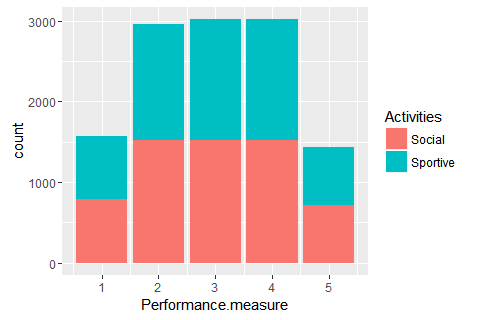 3000
2000
1000
0
count
1
2
3
4
5
Performance.measure
Activities
Social
Sportive